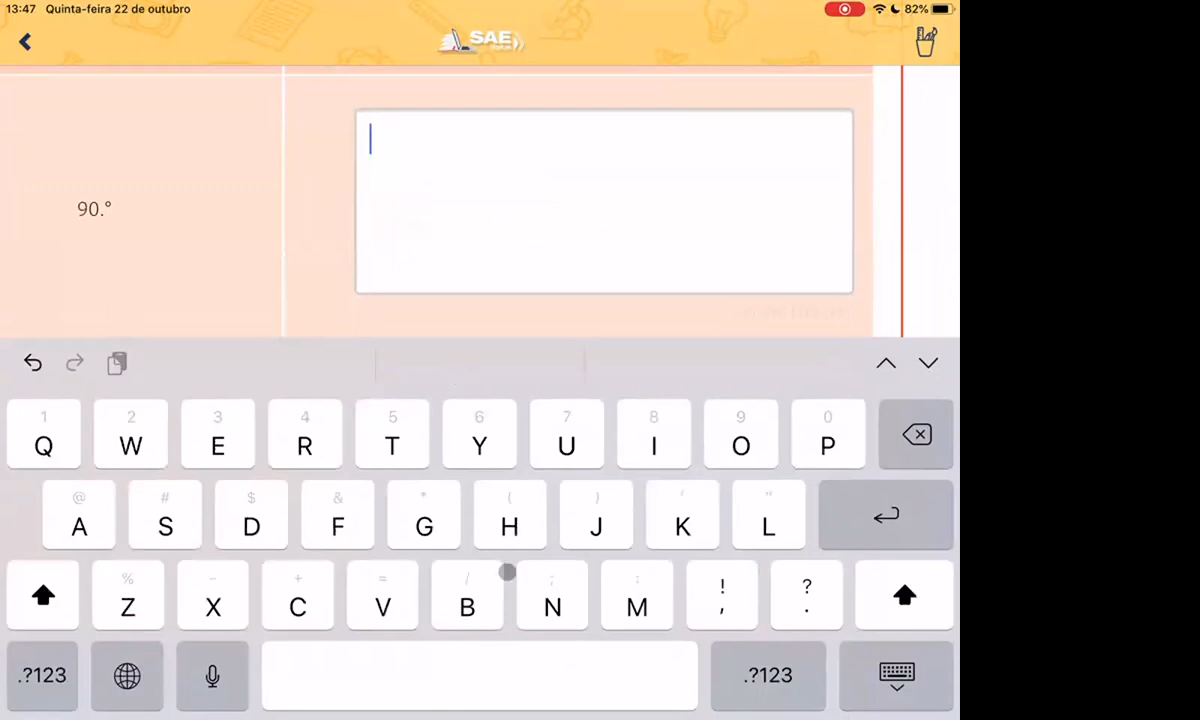 13:47 Quinta-feira 22 de outubro
82%
SAE
90.º
1 2 3 4 5 6 7 8 9 0
Q W E R T Y U I O P
@ # $ & * ( ) ' "
A S D F G H J K L
% - + = / ; : ! ?
Z X C V B N M , .
.?123 .?123